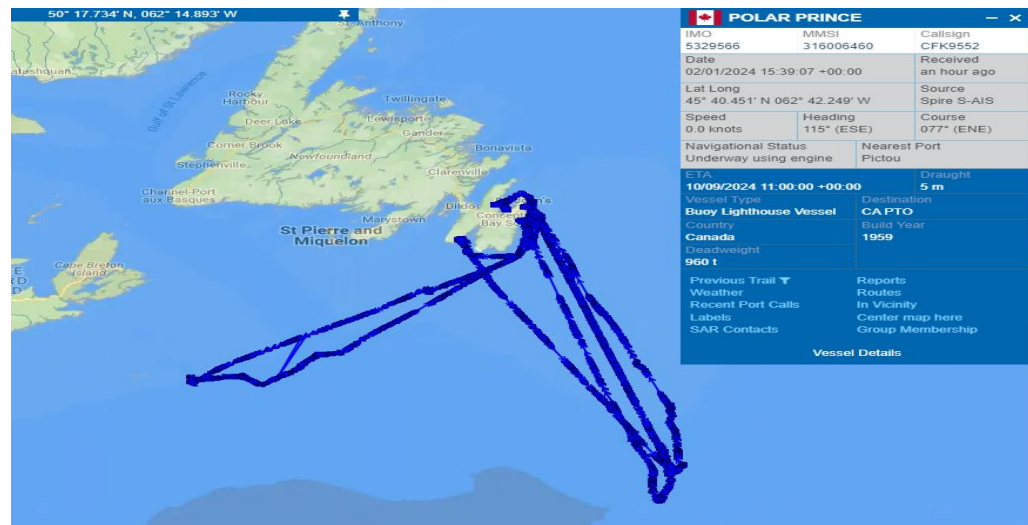 50° 17.734' N, 062° 14.893' W
St. Anthony
Gulf of St. Lawrence
Rocky
Harbour
Twillingate
Deer Lake
Lewisporte
Gander
Corner Brook
Newfoundland
Bonavista
Stephenville
Clarenville
Channel-Port
aux Basques
Dildo
Marystown
St Pierre and
Miquelon
Cape Breton
Island
POLAR PRINCE
IMO MMSI Callsign
5329566 316006460 CFK9552
Date Received
02/01/2024 15:39:07 +00:00 an hour ago
Lat Long Source
45° 40.451' N 062° 42.249' W Spire S-AIS
Speed Heading Course
0.0 knots 115° (ESE) 077° (ENE)
Navigational Status Nearest Port
Underway using engine Pictou
ETA Draught
10/09/2024 11:00:00 +00:00 5 m
Vessel Type Destination
Buoy Lighthouse Vessel CA PTO
Country Build Year
Canada 1959
Deadweight
960 t
Previous Trail Reports
Weather Routes
Recent Port Calls In Vicinity
Labels Center map here
SAR Contacts Group Membership
Vessel Details